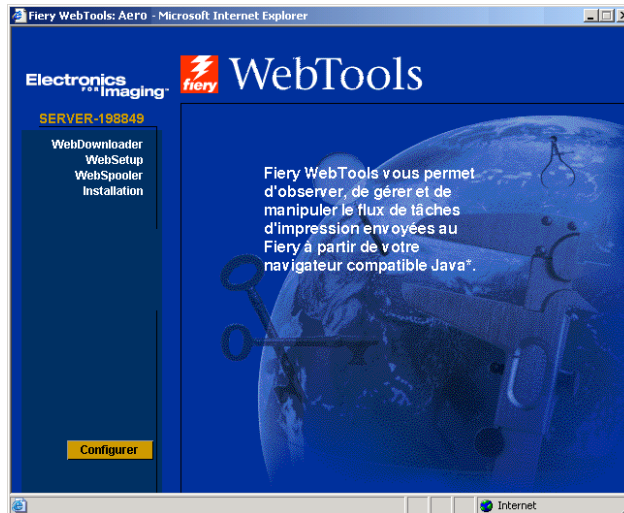 Fiery WebTools: Aero - Microsoft Internet Explorer
Electronics
FOR Imaging™
fiery
WebTools
SERVER-198849
WebDownloader
WebSetup
WebSpooler
Installation
Fiery WebTools vous permet
d'observer, de gérer et de
manipuler le flux de tâches
d'impression envoyées au
Fiery à partir de votre
navigateur compatible Java*.
Configurer
Internet